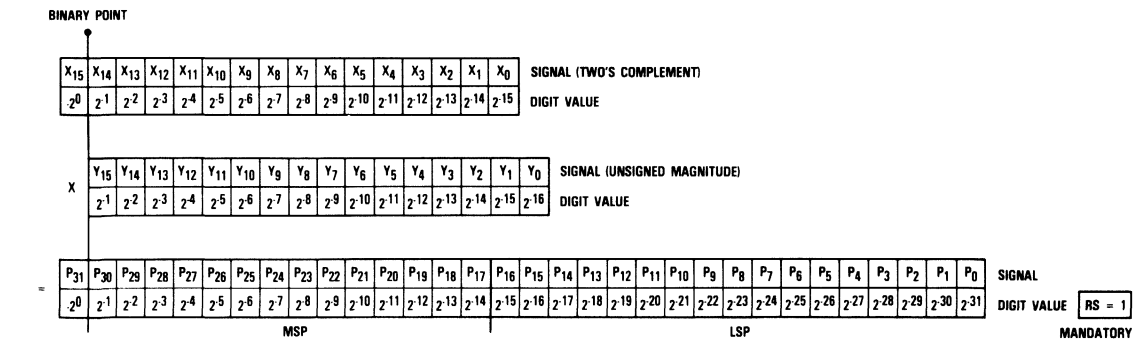 BINARY POINT
X15 X14 X13 X12 X11 X10 X9 X8 X7 X6 X5 X4 X3 X2 X1 X0 SIGNAL (TWO'S COMPLEMENT)
-2^0 2^-1 2^-2 2^-3 2^-4 2^-5 2^-6 2^-7 2^-8 2^-9 2^-10 2^-11 2^-12 2^-13 2^-14 2^-15 DIGIT VALUE
X Y15 Y14 Y13 Y12 Y11 Y10 Y9 Y8 Y7 Y6 Y5 Y4 Y3 Y2 Y1 Y0 SIGNAL (UNSIGNED MAGNITUDE)
2^-1 2^-2 2^-3 2^-4 2^-5 2^-6 2^-7 2^-8 2^-9 2^-10 2^-11 2^-12 2^-13 2^-14 2^-15 2^-16 DIGIT VALUE
P31 P30 P29 P28 P27 P26 P25 P24 P23 P22 P21 P20 P19 P18 P17 P16 P15 P14 P13 P12 P11 P10 P9 P8 P7 P6 P5 P4 P3 P2 P1 P0 SIGNAL
= -2^0 2^-1 2^-2 2^-3 2^-4 2^-5 2^-6 2^-7 2^-8 2^-9 2^-10 2^-11 2^-12 2^-13 2^-14 2^-15 2^-16 2^-17 2^-18 2^-19 2^-20 2^-21 2^-22 2^-23 2^-24 2^-25 2^-26 2^-27 2^-28 2^-29 2^-30 2^-31 DIGIT VALUE RS = 1
MSP LSP MANDATORY